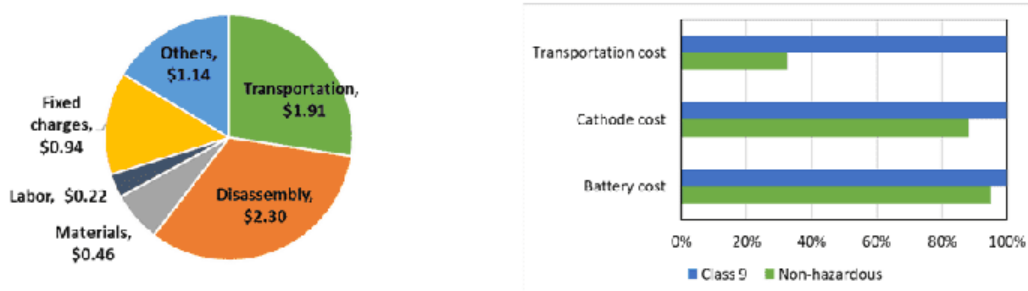 Others,
$1.14
Transportation,
$1.91
Fixed
charges,
$0.94
Labor, $0.22
Disassembly,
$2.30
Materials,
$0.46
Transportation cost
Cathode cost
Battery cost
0% 20% 40% 60% 80% 100%
Class 9 Non-hazardous